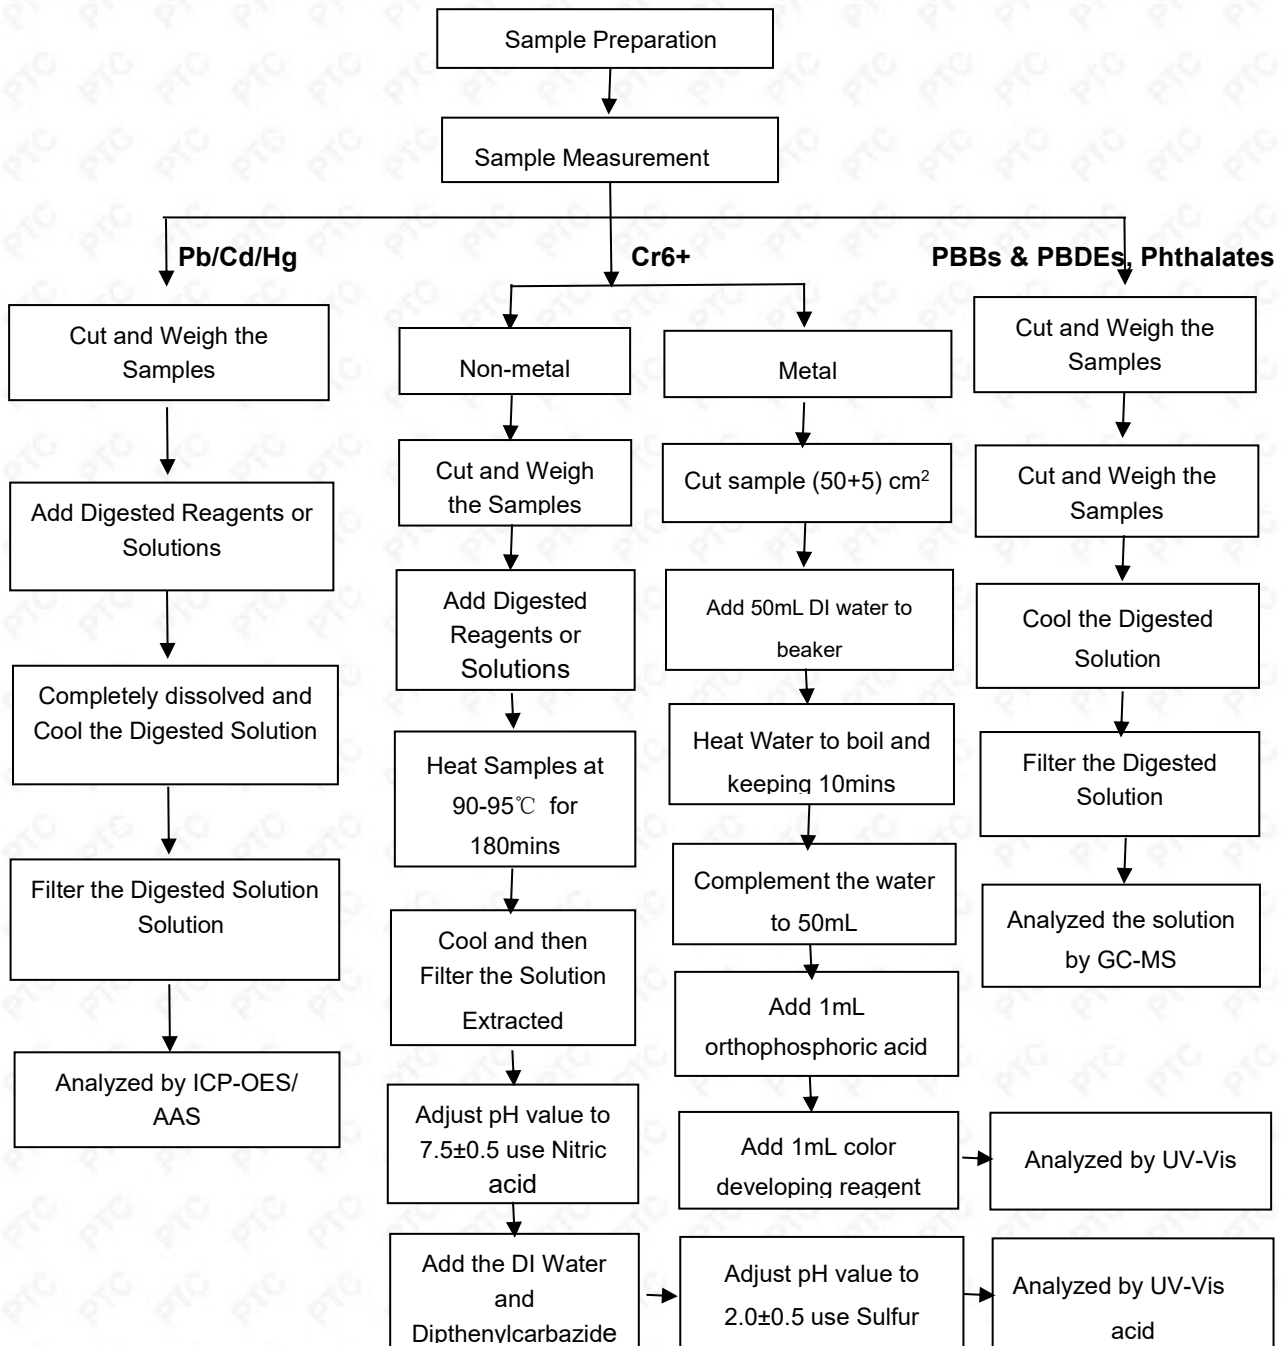 Sample Preparation
Sample Measurement
Pb/Cd/Hg
Cr6+
PBBs & PBDEs, Phthalates
Cut and Weigh the
Samples
Add Digested Reagents or
Solutions
Completely dissolved and
Cool the Digested Solution
Filter the Digested Solution
Solution
Analyzed by ICP-OES/
AAS
Non-metal
Cut and Weigh
the Samples
Add Digested
Reagents or
Solutions
Heat Samples at
90-95℃ for
180mins
Cool and then
Filter the Solution
Extracted
Adjust pH value to
7.5±0.5 use Nitric
acid
Add the DI Water
and
Dipthenylcarbazide
Metal
Cut sample (50+5) cm²
Add 50mL DI water to
beaker
Heat Water to boil and
keeping 10mins
Complement the water
to 50mL
Add 1mL
orthophosphoric acid
Add 1mL color
developing reagent
Analyzed by UV-Vis
Adjust pH value to
2.0±0.5 use Sulfur
Analyzed by UV-Vis
acid
Cut and Weigh the
Samples
Cut and Weigh the
Samples
Cool the Digested
Solution
Filter the Digested
Solution
Analyzed the solution
by GC-MS
PTC